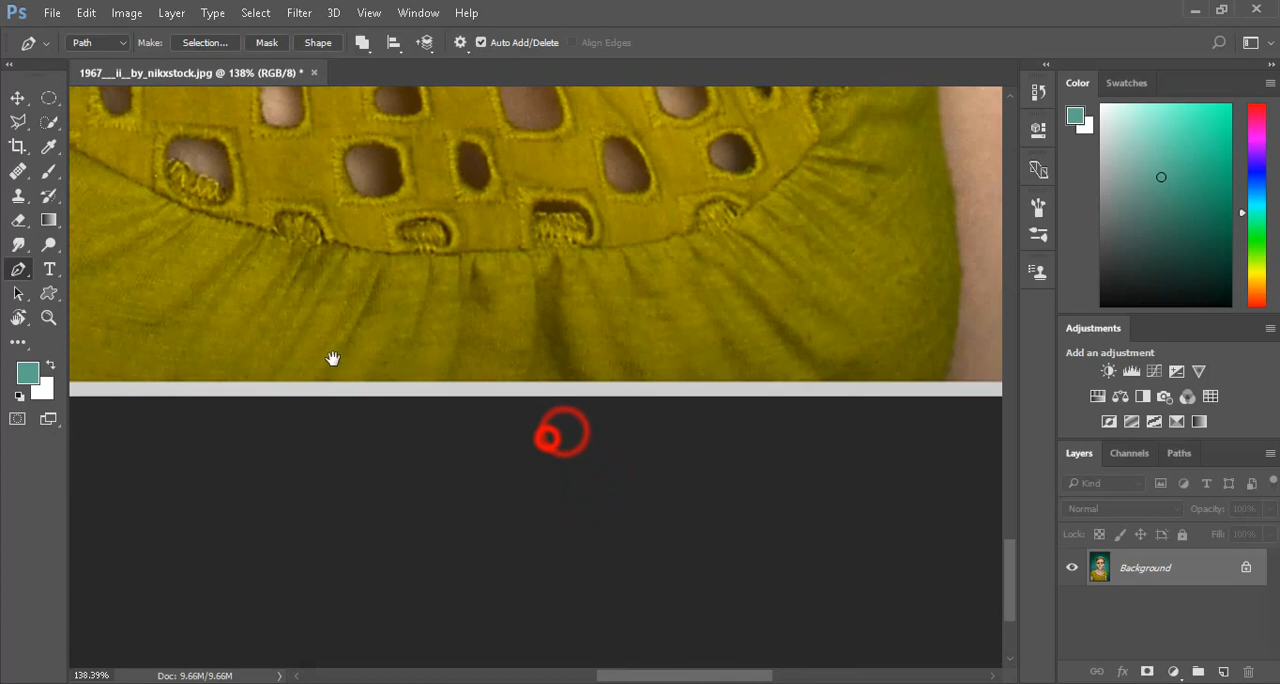 Ps File Edit Image Layer Type Select Filter 3D View Window Help
Path Make: Selection... Mask Shape Auto Add/Delete Align Edges
1967__ii__by_nikxstock.jpg @ 138% (RGB/8) * ×
Color Swatches
Adjustments
Add an adjustment
Layers Channels Paths
Kind
Normal Opacity: 100%
Lock: Fill: 100%
Background
138.39% Doc: 9.66M/9.66M